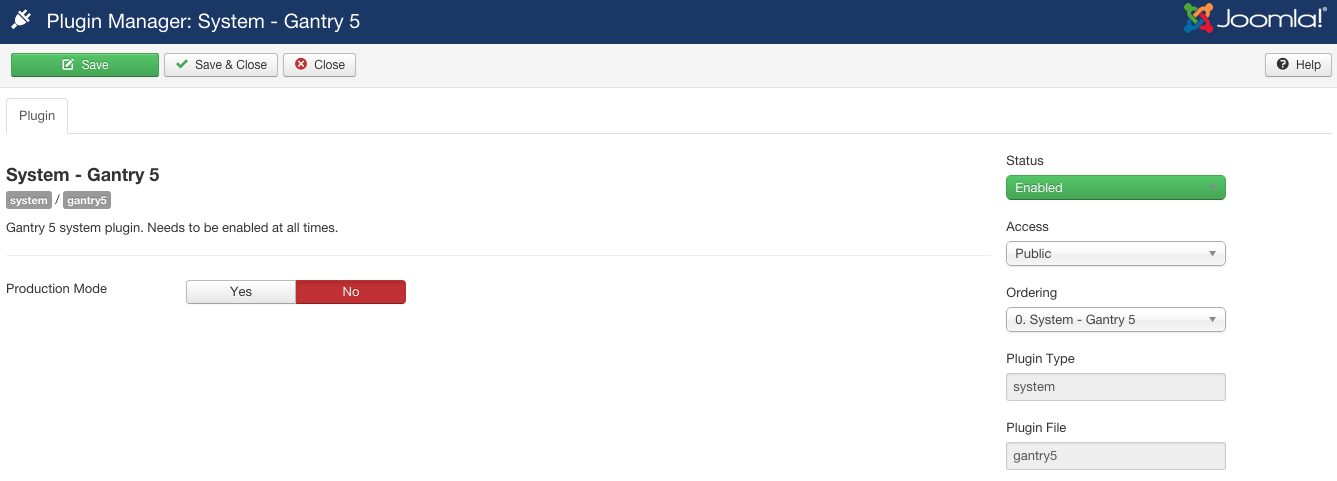 Plugin Manager: System - Gantry 5
Joomla!®
Save
Save & Close
Close
Help
Plugin
System - Gantry 5
system / gantry5
Gantry 5 system plugin. Needs to be enabled at all times.
Production Mode
Yes
No
Status
Enabled
Access
Public
Ordering
0. System - Gantry 5
Plugin Type
system
Plugin File
gantry5